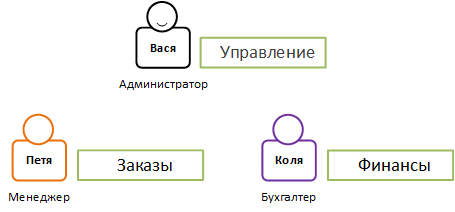 Вася
Управление
Администратор
Петя
Заказы
Коля
Финансы
Менеджер
Бухгалтер